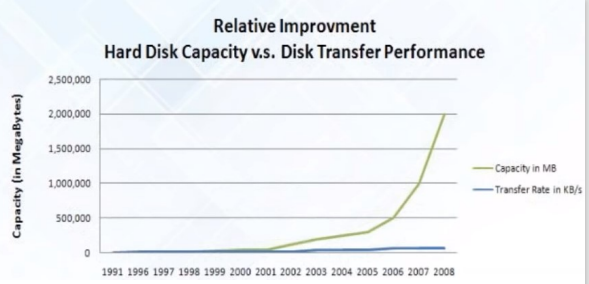 Relative Improvment
Hard Disk Capacity v.s. Disk Transfer Performance
Capacity (in MegaBytes)
2,500,000
2,000,000
1,500,000
1,000,000
500,000
0
1991 1996 1997 1998 1999 2000 2001 2002 2003 2004 2005 2006 2007 2008
Capacity in MB
Transfer Rate in KB/s